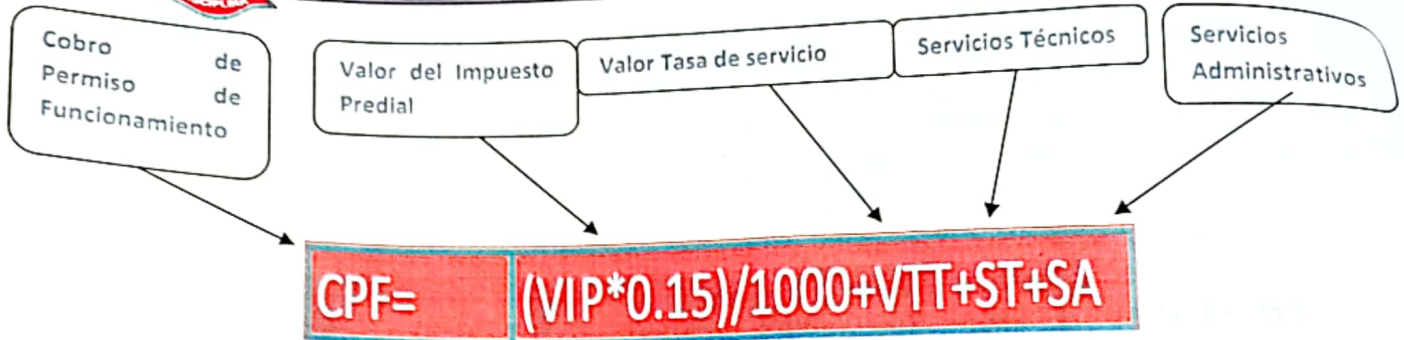 Cobro de
Permiso de
Funcionamiento
Valor del Impuesto
Predial
Valor Tasa de servicio
Servicios Técnicos
Servicios
Administrativos
CPF= (VIP*0.15)/1000+VTT+ST+SA